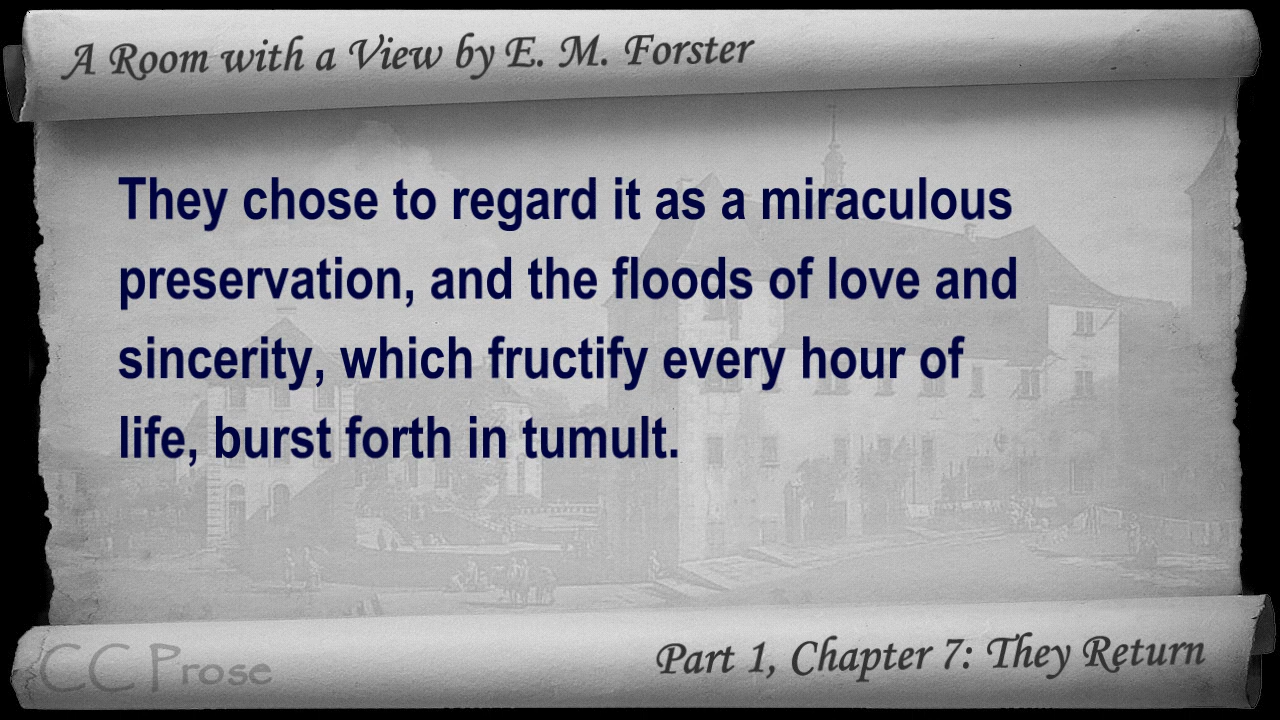 A Room with a View by E. M. Forster
They chose to regard it as a miraculous
preservation, and the floods of love and
sincerity, which fructify every hour of
life, burst forth in tumult.
CC Prose
Part 1, Chapter 7: They Return